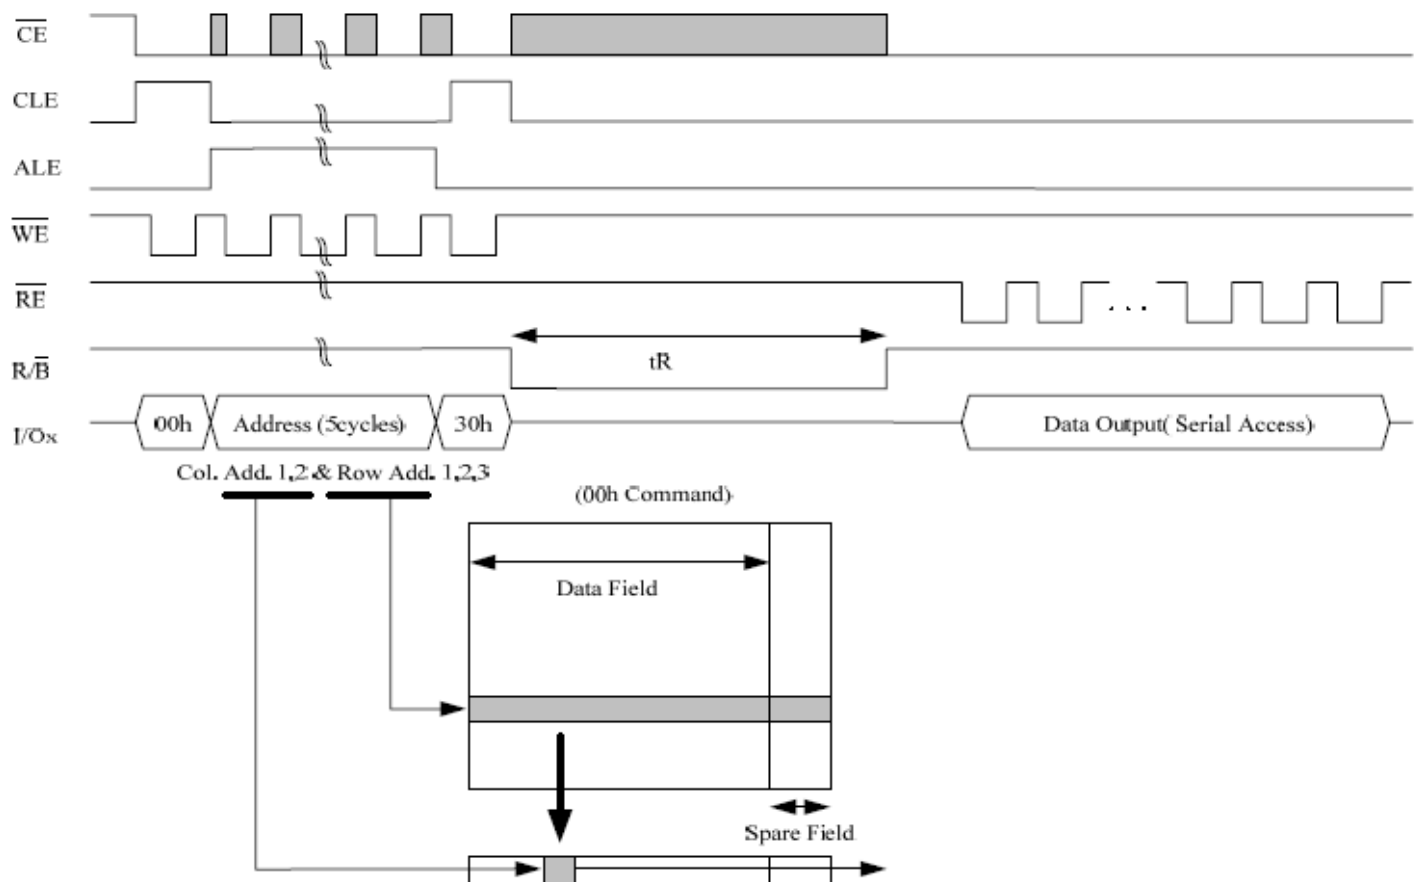 CE
CLE
ALE
WE
RE
tR
R/B
I/Ox
00h
Address (5cycles)
30h
Data Output( Serial Access)
Col. Add. 1,2 & Row Add. 1,2,3
(00h Command)
Data Field
Spare Field